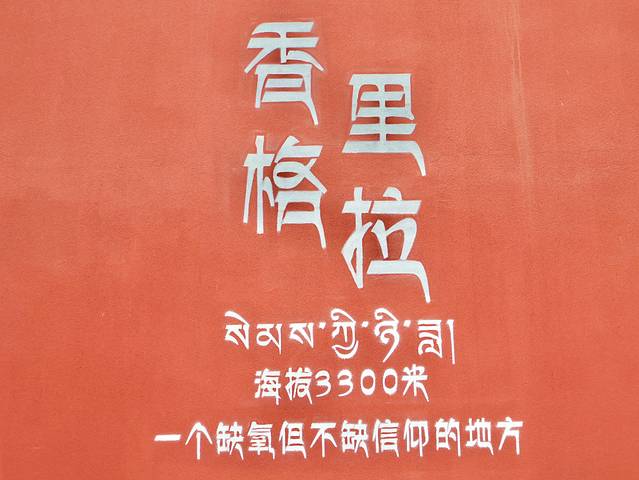 香格里拉
སེམས་ཀྱི་ཉི་ཟླ།
海拔3300米
一个缺氧但不缺信仰的地方